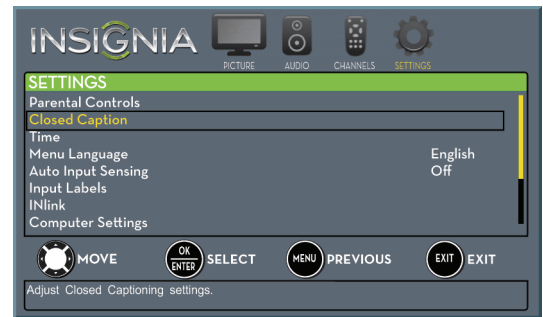 INSIGNIA
PICTURE AUDIO CHANNELS SETTINGS
SETTINGS
Parental Controls
Closed Caption
Time
Menu Language English
Auto Input Sensing Off
Input Labels
INlink
Computer Settings
MOVE OK ENTER SELECT MENU PREVIOUS EXIT EXIT
Adjust Closed Captioning settings.